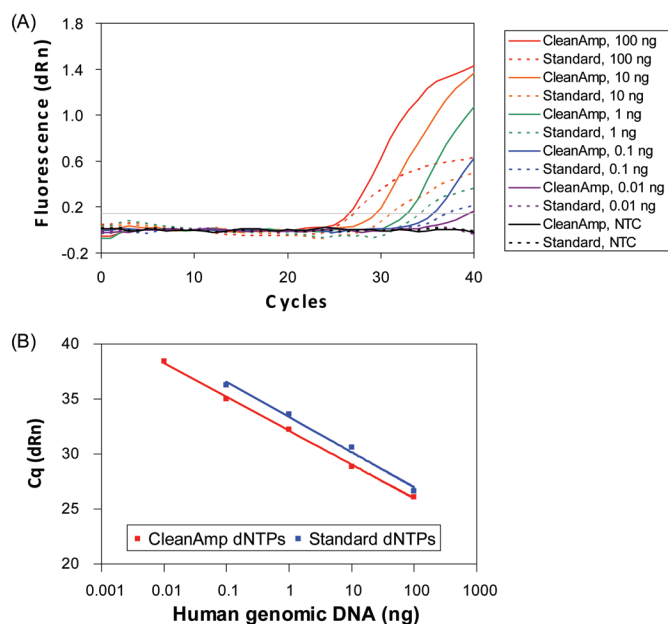 (A)
Fluorescence (dRn)
1.8
1.4
1.0
0.6
0.2
-0.2
0 10 20 30 40
Cycles
CleanAmp, 100 ng
Standard, 100 ng
CleanAmp, 10 ng
Standard, 10 ng
CleanAmp, 1 ng
Standard, 1 ng
CleanAmp, 0.1 ng
Standard, 0.1 ng
CleanAmp, 0.01 ng
Standard, 0.01 ng
CleanAmp, NTC
Standard, NTC
(B)
Cq (dRn)
40
35
30
25
20
CleanAmp dNTPs Standard dNTPs
0.001 0.01 0.1 1 10 100 1000
Human genomic DNA (ng)